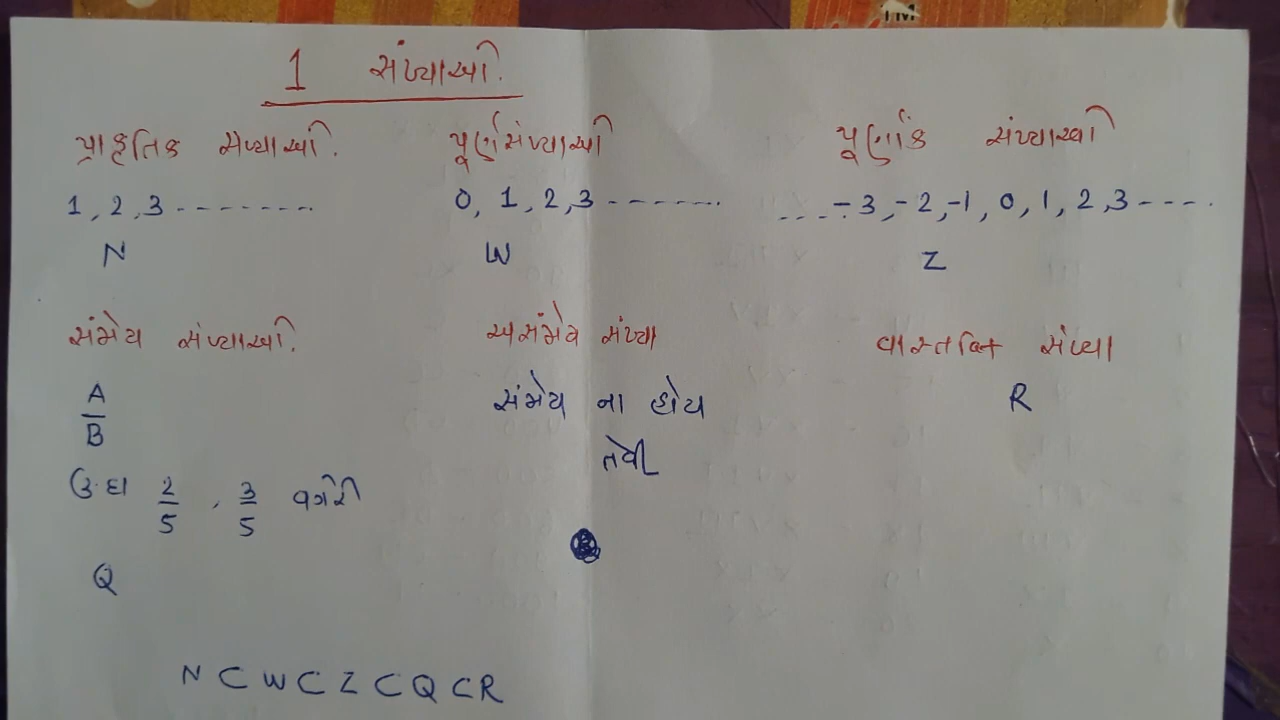 1 સંખ્યાઓ.
પ્રાકૃતિક સંખ્યાઓ.
1, 2, 3 --------
N
પૂર્ણસંખ્યાઓ
0, 1, 2, 3 -------
W
પૂર્ણાંક સંખ્યાઓ
.... -3, -2, -1, 0, 1, 2, 3 ----.
Z
સંમેય સંખ્યાઓ.
A
B
ઉ.દા 2/5 , 3/5 વગેરે
Q
અસંમેય સંખ્યા
સંમેય ના હોય
તેવી
વાસ્તવિક સંખ્યા
R
N ⊂ W ⊂ Z ⊂ Q ⊂ R